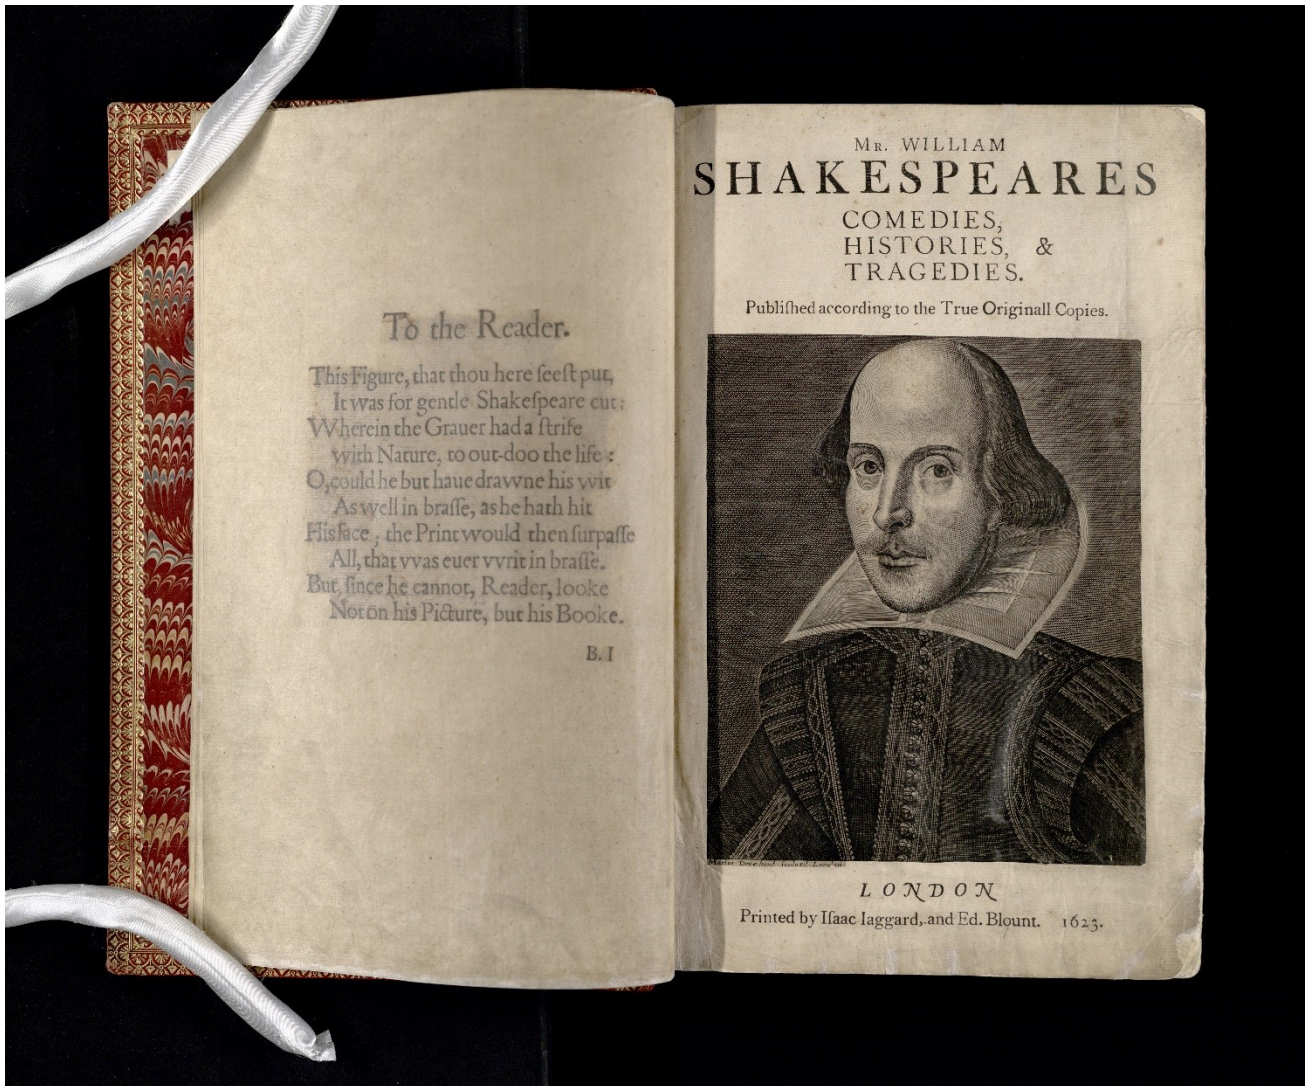 To the Reader.
This Figure, that thou here ſeeſt put,
It was for gentle Shakeſpeare cut;
Wherein the Grauer had a ſtrife
with Nature, to out-doo the life :
O, could he but haue drawne his wit
As well in braſſe, as he hath hit
His face ; the Print would then ſurpaſſe
All, that vvas euer vvrit in braſſe.
But, ſince he cannot, Reader, looke
Not on his Picture, but his Booke.
B. I
Mr. WILLIAM
SHAKESPEARES
COMEDIES,
HISTORIES, &
TRAGEDIES.
Publiſhed according to the True Originall Copies.
Martin Droeshout ſculpsit London
LONDON
Printed by Iſaac Iaggard, and Ed. Blount. 1623.